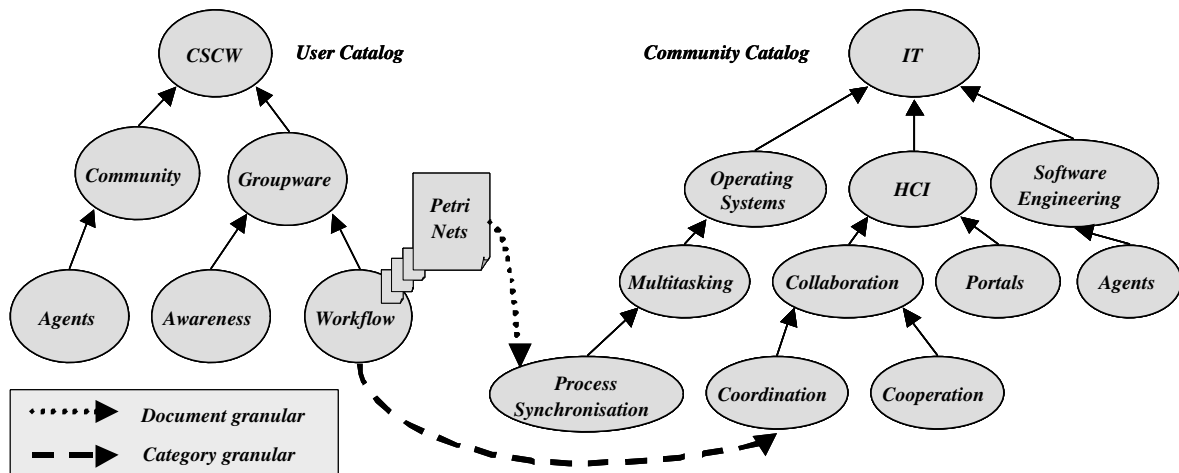 CSCW
User Catalog
Community
Groupware
Petri
Nets
Agents
Awareness
Workflow
Document granular
Category granular
Community Catalog
IT
Operating
Systems
HCI
Software
Engineering
Multitasking
Collaboration
Portals
Agents
Process
Synchronisation
Coordination
Cooperation